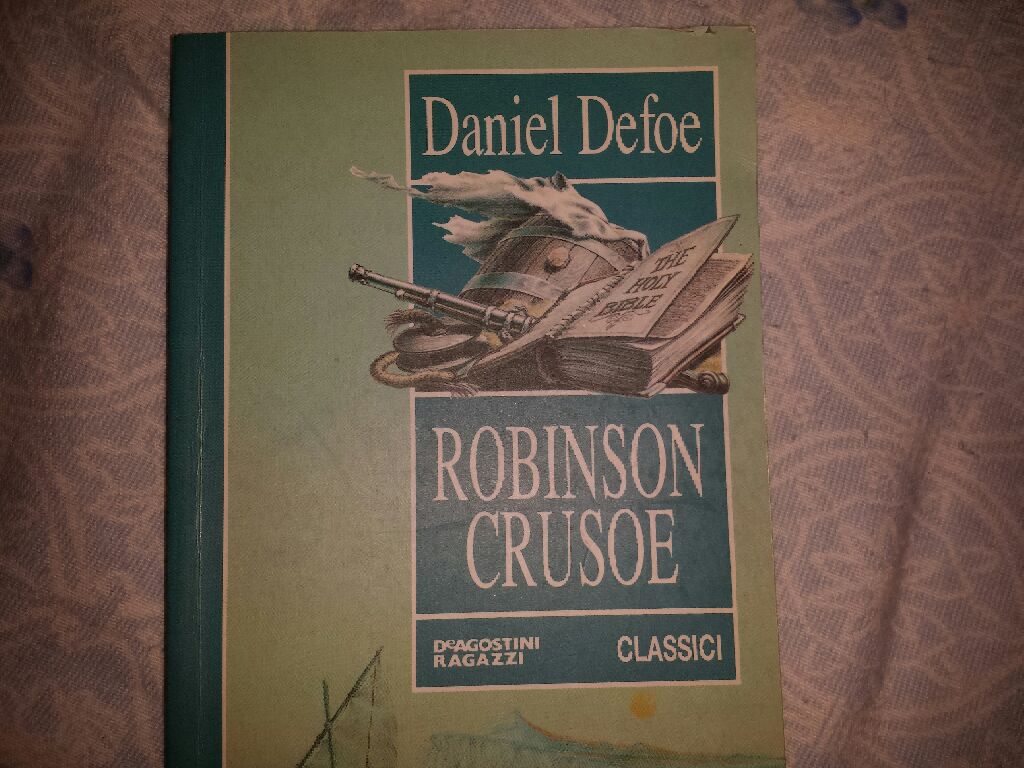 Daniel Defoe
THE
HOLY
BIBLE
ROBINSON
CRUSOE
DeAGOSTINI
RAGAZZI
CLASSICI